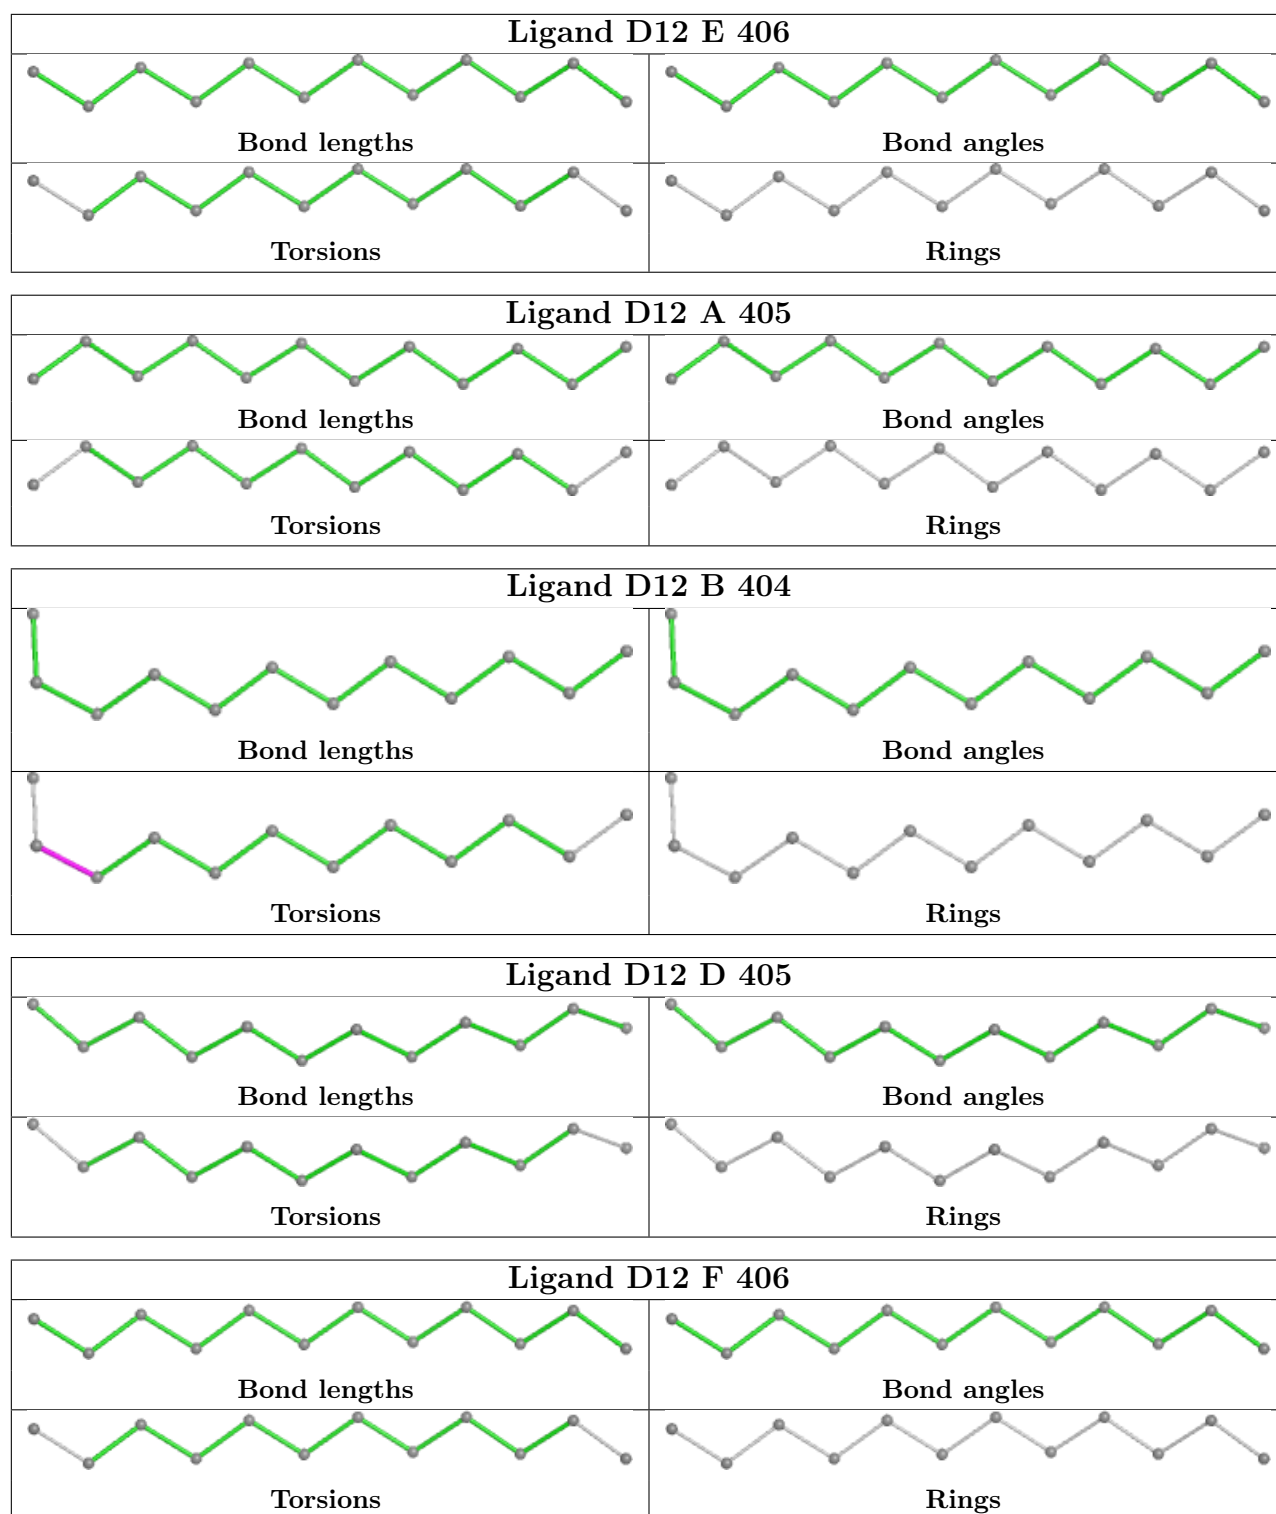 Ligand D12 E 406
Bond lengths
Bond angles
Torsions
Rings
Ligand D12 A 405
Bond lengths
Bond angles
Torsions
Rings
Ligand D12 B 404
Bond lengths
Bond angles
Torsions
Rings
Ligand D12 D 405
Bond lengths
Bond angles
Torsions
Rings
Ligand D12 F 406
Bond lengths
Bond angles
Torsions
Rings